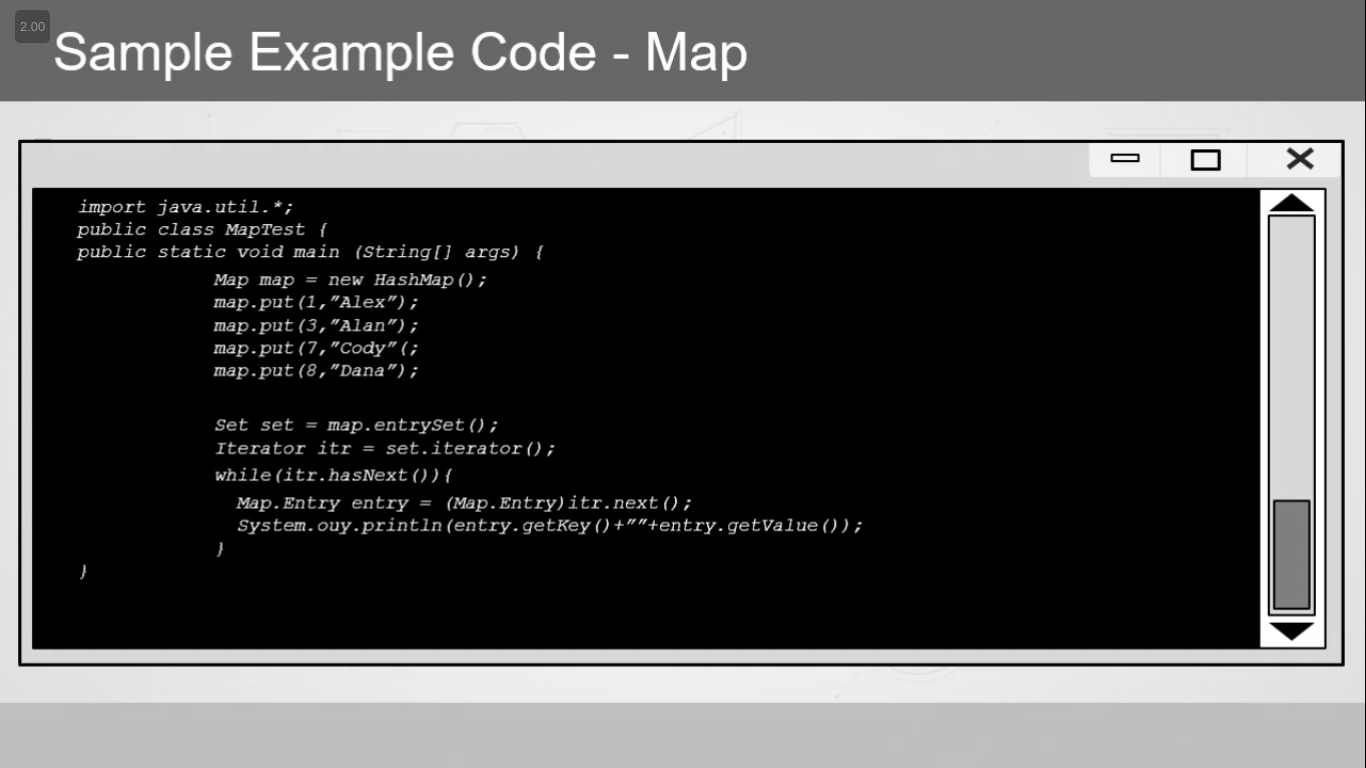 2.00
Sample Example Code - Map
import java.util.*;
public class MapTest {
public static void main (String[] args) {
Map map = new HashMap();
map.put(1,”Alex”);
map.put(3,”Alan”);
map.put(7,”Cody”(;
map.put(8,”Dana”);
Set set = map.entrySet();
Iterator itr = set.iterator();
while(itr.hasNext()){
Map.Entry entry = (Map.Entry)itr.next();
System.ouy.println(entry.getKey()+””+entry.getValue());
}
}